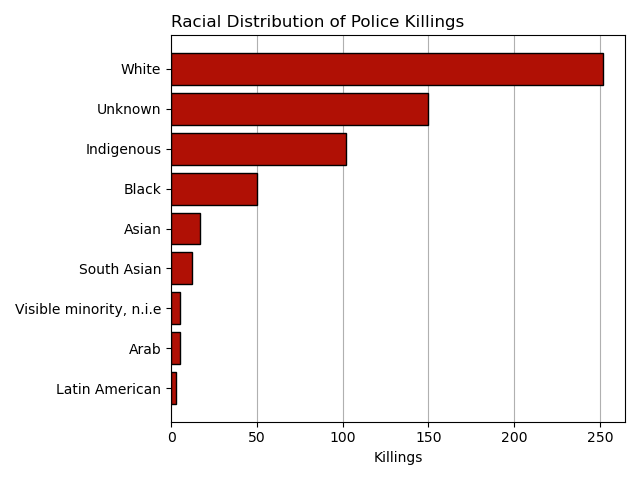 Racial Distribution of Police Killings
White
Unknown
Indigenous
Black
Asian
South Asian
Visible minority, n.i.e
Arab
Latin American
0 50 100 150 200 250
Killings